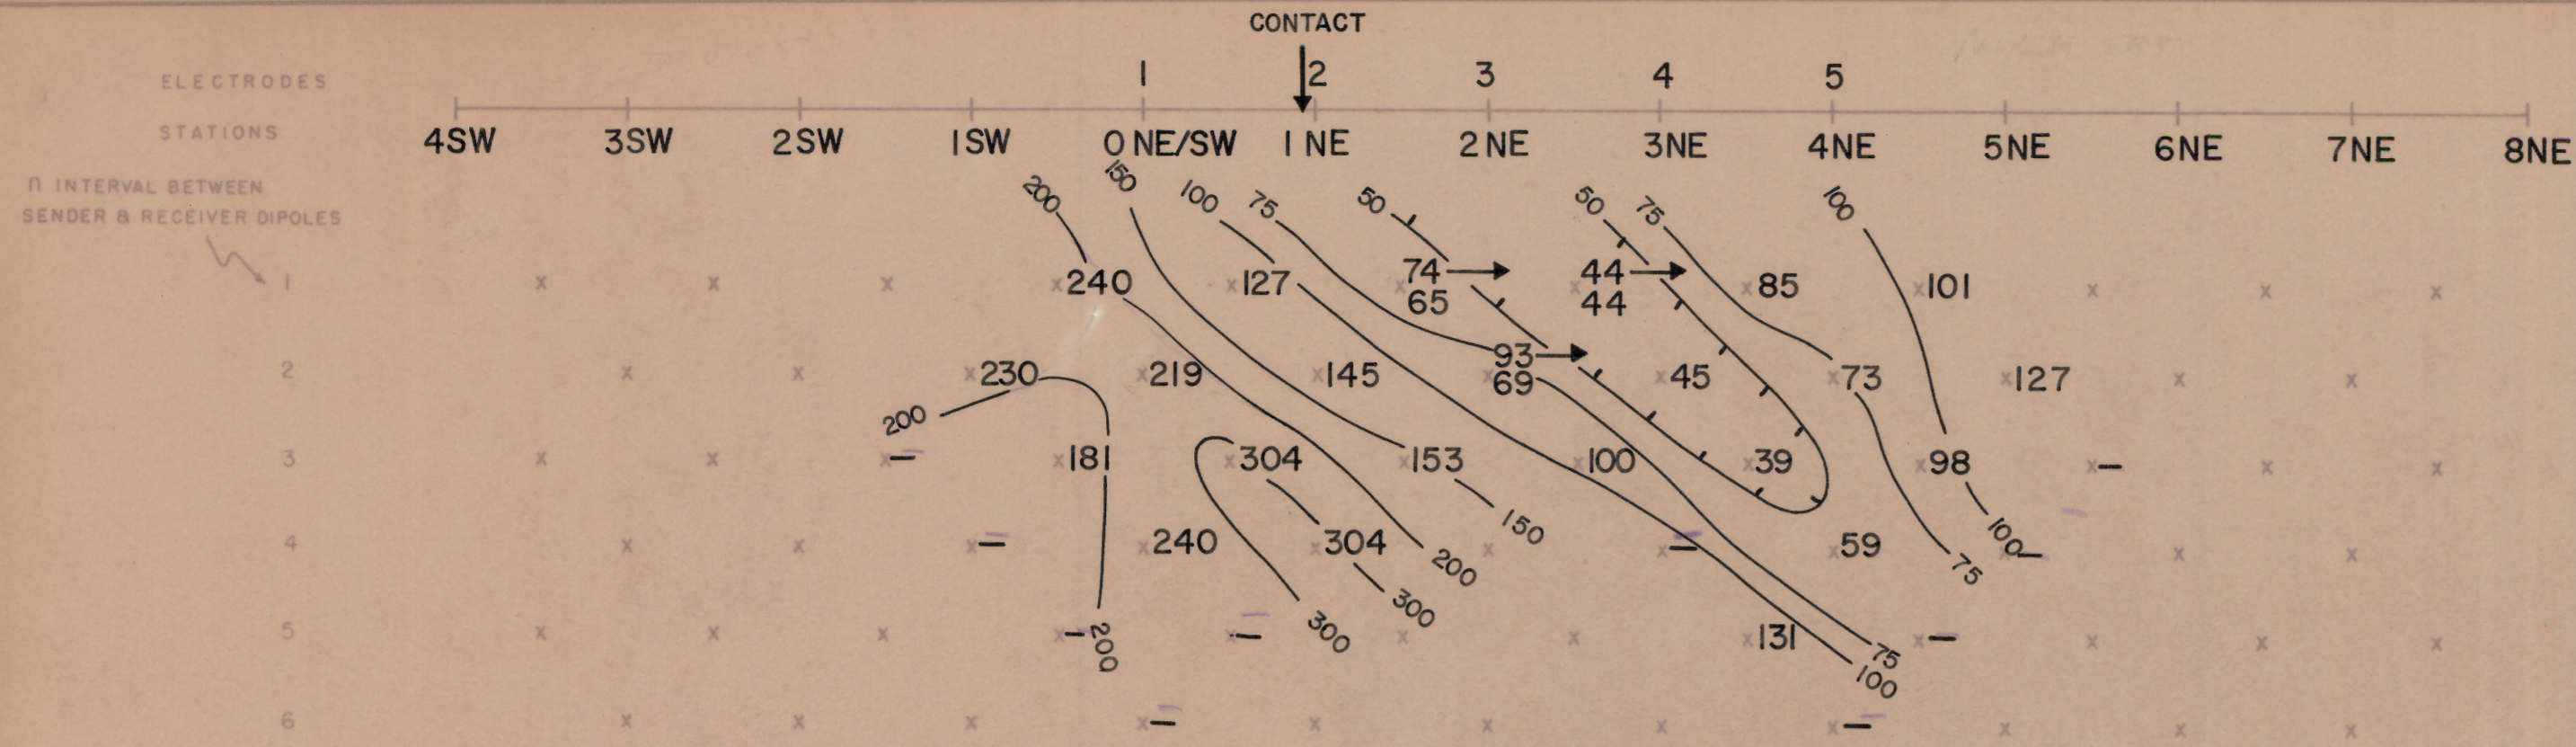 CONTACT
ELECTRODES 1 2 3 4 5
STATIONS 4SW 3SW 2SW 1SW 0 NE/SW 1 NE 2NE 3NE 4NE 5NE 6NE 7NE 8NE
n INTERVAL BETWEEN
SENDER & RECEIVER DIPOLES
200 150 100 75 50 50 75 100
1 x x x x 240 x 127 x 74 65 x 44 44 x 85 x 101 x x x
2 x x x 230 x 219 x 145 x 93 69 x 45 x 73 x 127 x x
200
3 x x x – x 181 x 304 x 153 x 100 x 39 x 98 x – x x
150 100
4 x x x – x 240 x 304 x x – x 59 x – x x
200 75
300
5 x x x x – 200 x – 300 x x x 131 x – x x x
75
100
6 x x x x – x x x x – x x x